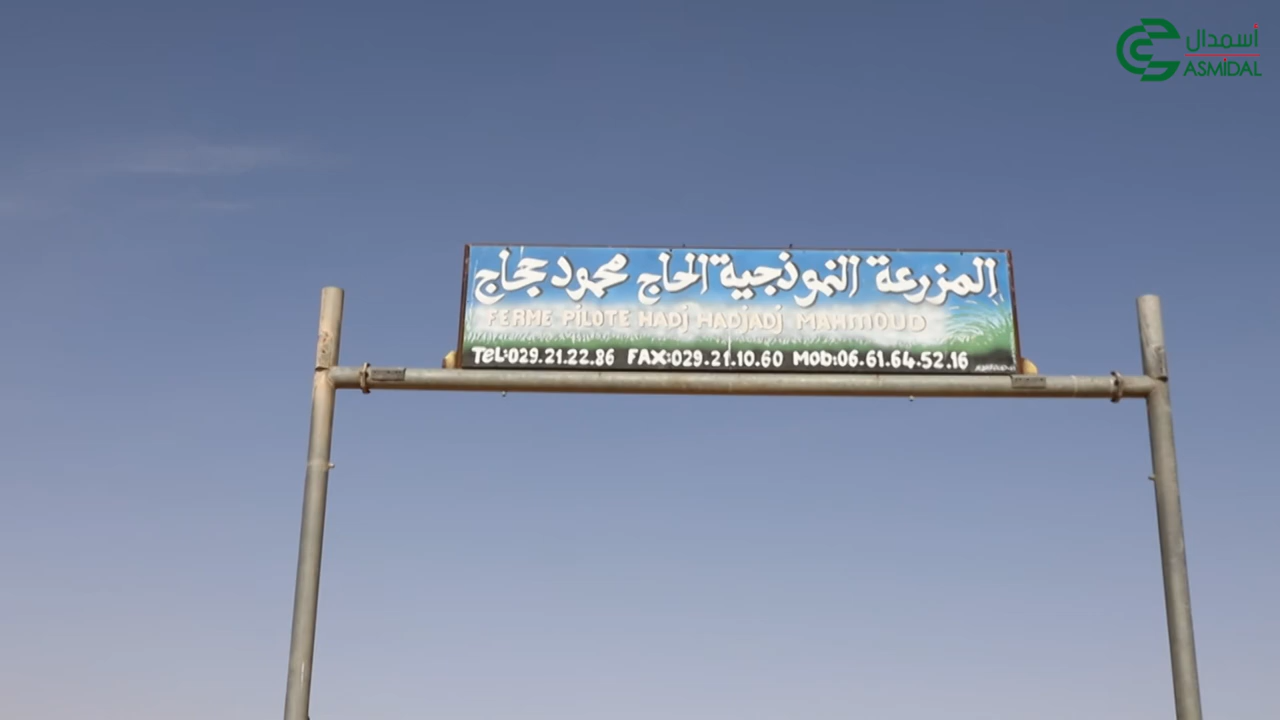 أسمدال
ASMIDAL
المزرعة النموذجية الحاج محمود حجاج
FERME PILOTE HADJ HADJADJ MAHMOUD
TEL:029.21.22.86 FAX:029.21.10.60 MOB:06.61.64.52.16